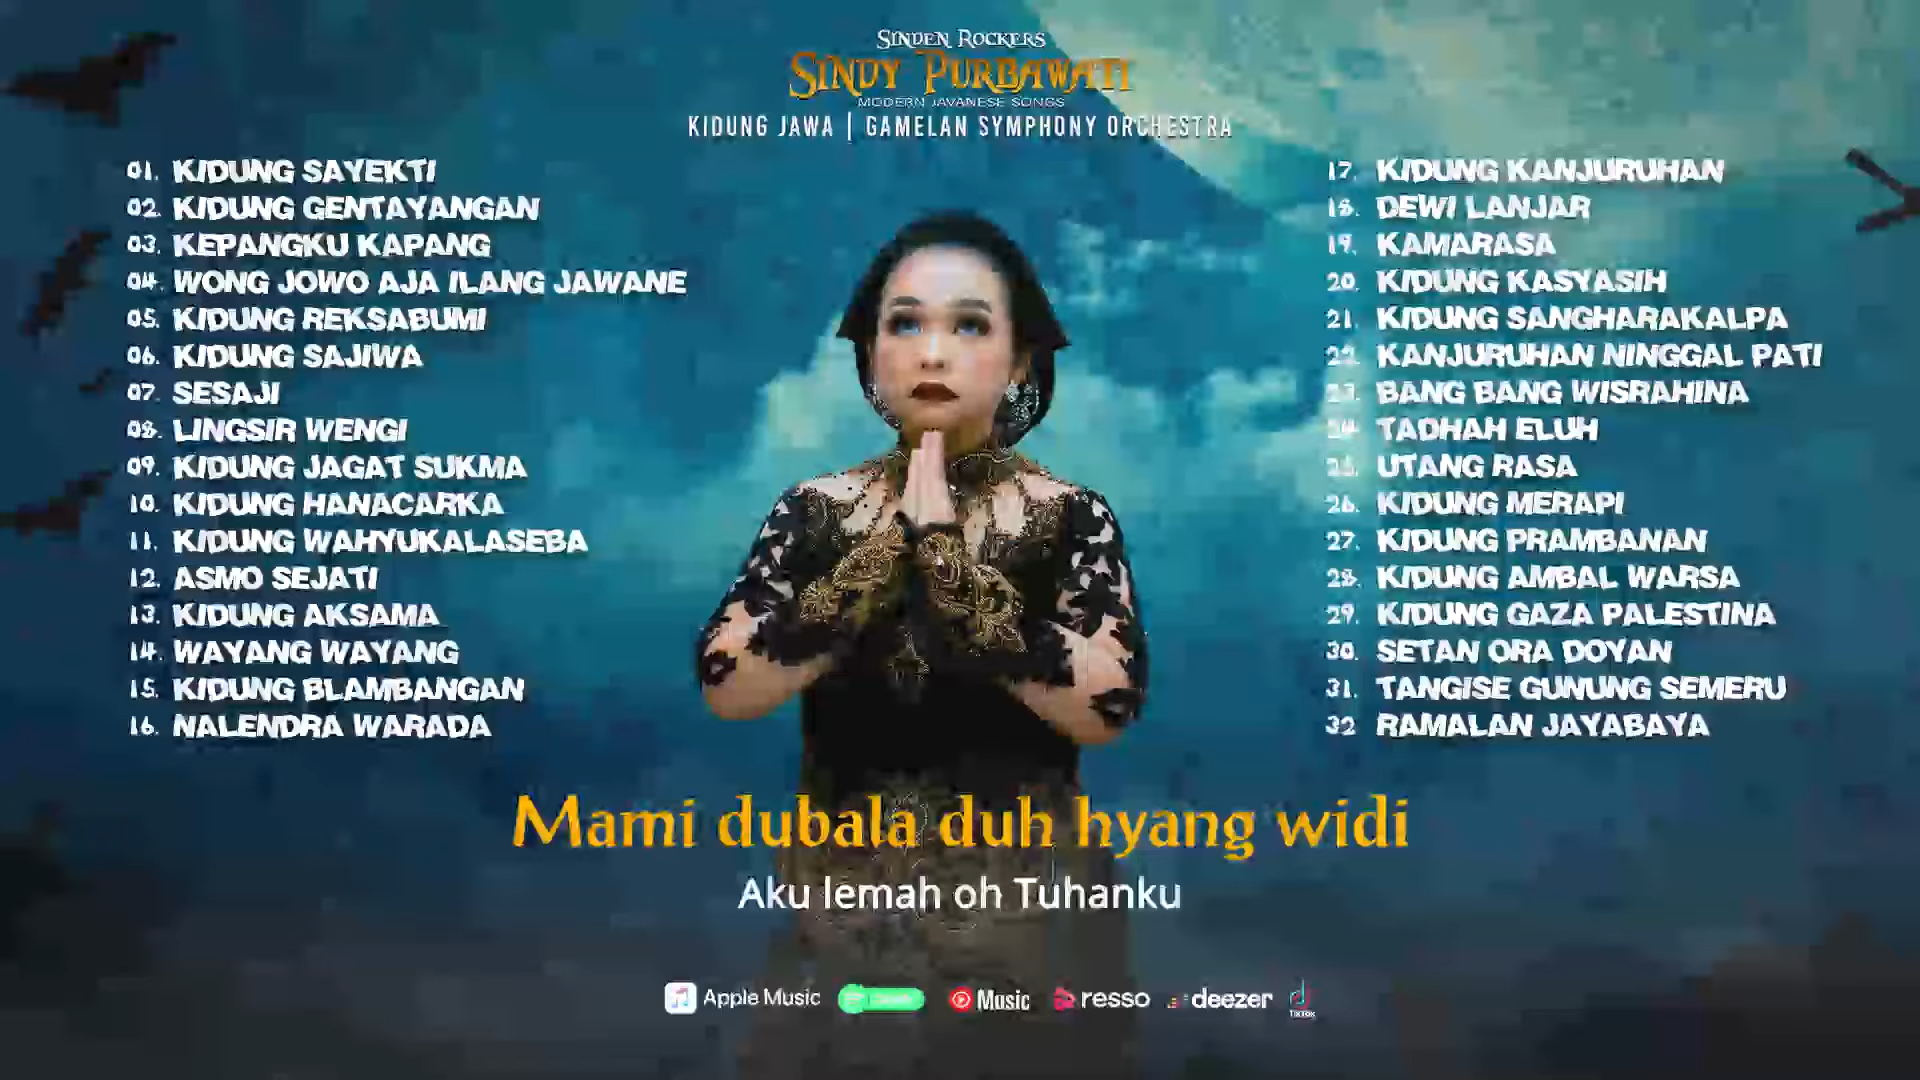 SINDEN ROCKERS
SINDY PURBAWATI
MODERN JAVANESE SONGS
KIDUNG JAWA | GAMELAN SYMPHONY ORCHESTRA
01. KIDUNG SAYEKTI
02. KIDUNG GENTAYANGAN
03. KEPANGKU KAPANG
04. WONG JOWO AJA ILANG JAWANE
05. KIDUNG REKSABUMI
06. KIDUNG SAJIWA
07. SESAJI
08. LINGSIR WENGI
09. KIDUNG JAGAT SUKMA
10. KIDUNG HANACARKA
11. KIDUNG WAHYUKALASEBA
12. ASMO SEJATI
13. KIDUNG AKSAMA
14. WAYANG WAYANG
15. KIDUNG BLAMBANGAN
16. NALENDRA WARADA
17. KIDUNG KANJURUHAN
18. DEWI LANJAR
19. KAMARASA
20. KIDUNG KASYASIH
21. KIDUNG SANGHARAKALPA
22. KANJURUHAN NINGGAL PATI
23. BANG BANG WISRAHINA
24. TADHAH ELUH
25. UTANG RASA
26. KIDUNG MERAPI
27. KIDUNG PRAMBANAN
28. KIDUNG AMBAL WARSA
29. KIDUNG GAZA PALESTINA
30. SETAN ORA DOYAN
31. TANGISE GUNUNG SEMERU
32 RAMALAN JAYABAYA
Mami dubala duh hyang widi
Aku lemah oh Tuhanku
Apple Music Music resso deezer TikTok